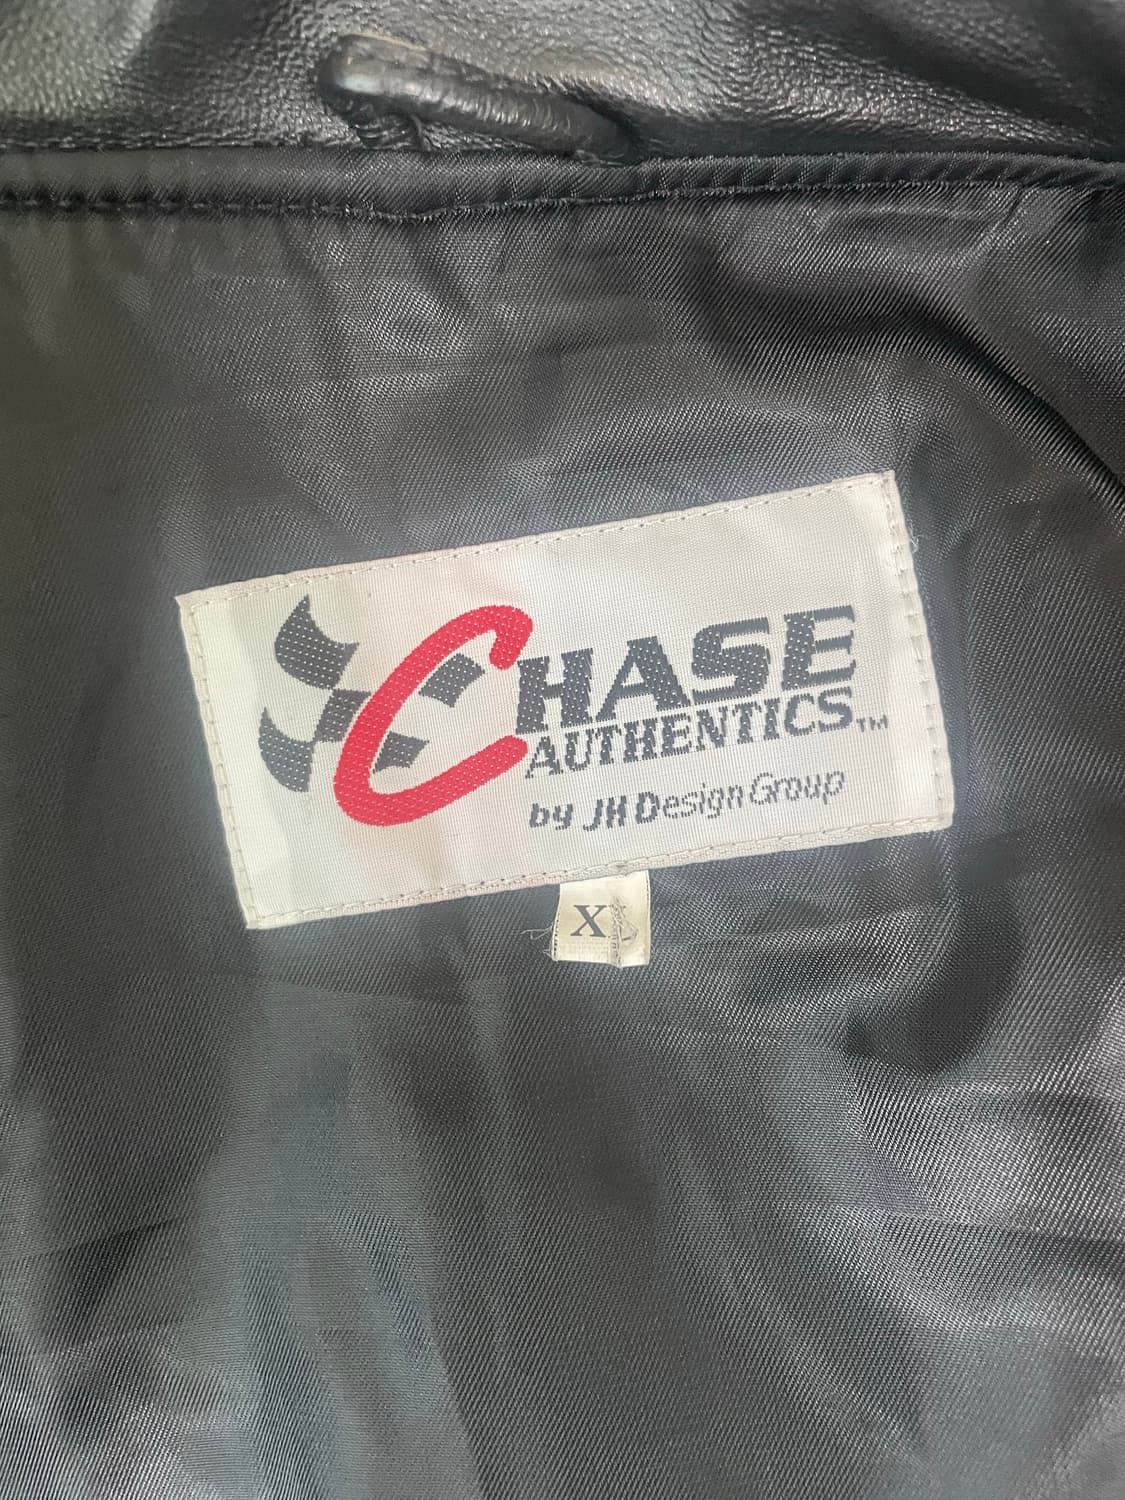 CHASE
AUTHENTICS™
by JH Design Group